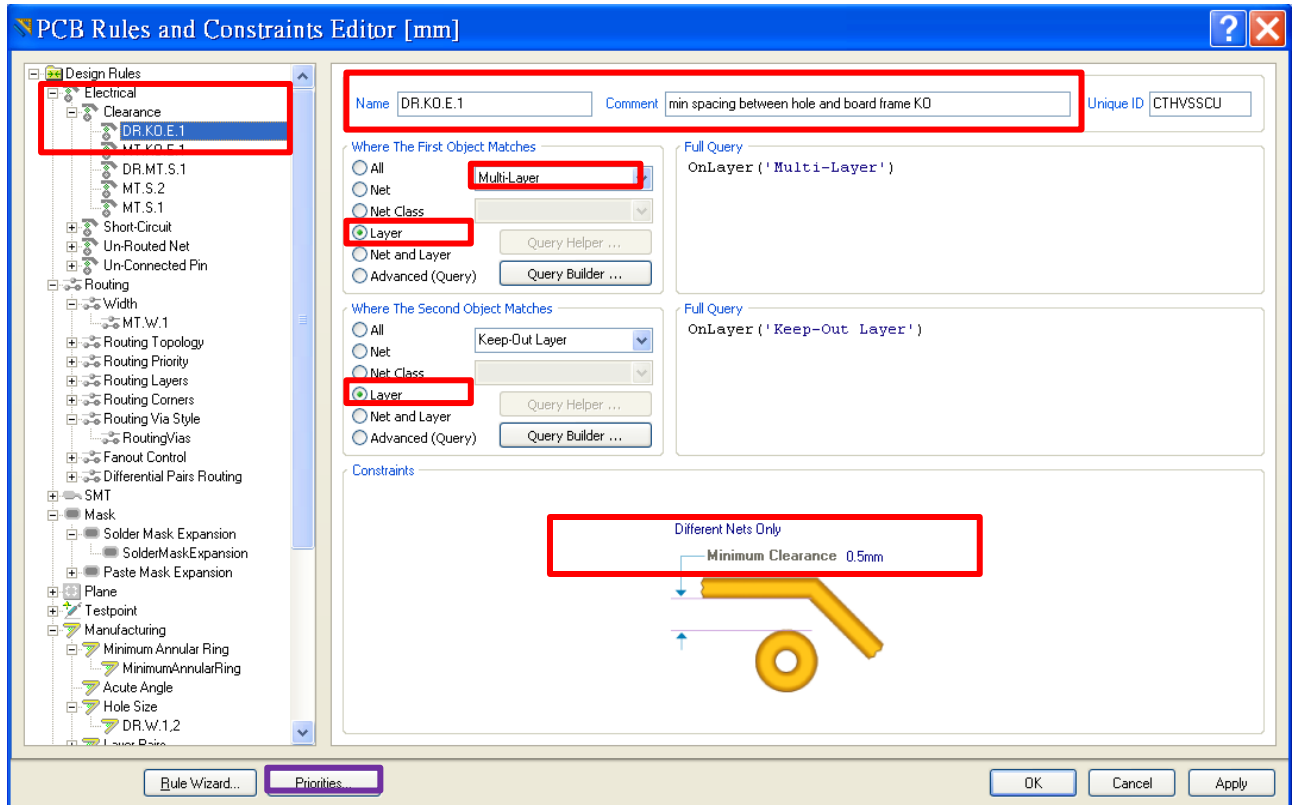 PCB Rules and Constraints Editor [mm]
Design Rules
Electrical
Clearance
DR.KO.E.1
MT.KO.E.1
DR.MT.S.1
MT.S.2
MT.S.1
Short-Circuit
Un-Routed Net
Un-Connected Pin
Routing
Width
MT.W.1
Routing Topology
Routing Priority
Routing Layers
Routing Corners
Routing Via Style
RoutingVias
Fanout Control
Differential Pairs Routing
SMT
Mask
Solder Mask Expansion
SolderMaskExpansion
Paste Mask Expansion
Plane
Testpoint
Manufacturing
Minimum Annular Ring
MinimumAnnularRing
Acute Angle
Hole Size
DR.W.1,2
Layer Pairs
Name DR.KO.E.1 Comment min spacing between hole and board frame KO Unique ID CTHVSSCU
Where The First Object Matches
All
Net
Net Class
Layer
Net and Layer
Advanced (Query)
Multi-Layer
Query Helper ...
Query Builder ...
Full Query
OnLayer('Multi-Layer')
Where The Second Object Matches
All
Net
Net Class
Layer
Net and Layer
Advanced (Query)
Keep-Out Layer
Query Helper ...
Query Builder ...
Full Query
OnLayer('Keep-Out Layer')
Constraints
Different Nets Only
Minimum Clearance 0.5mm
Rule Wizard... Priorities... OK Cancel Apply